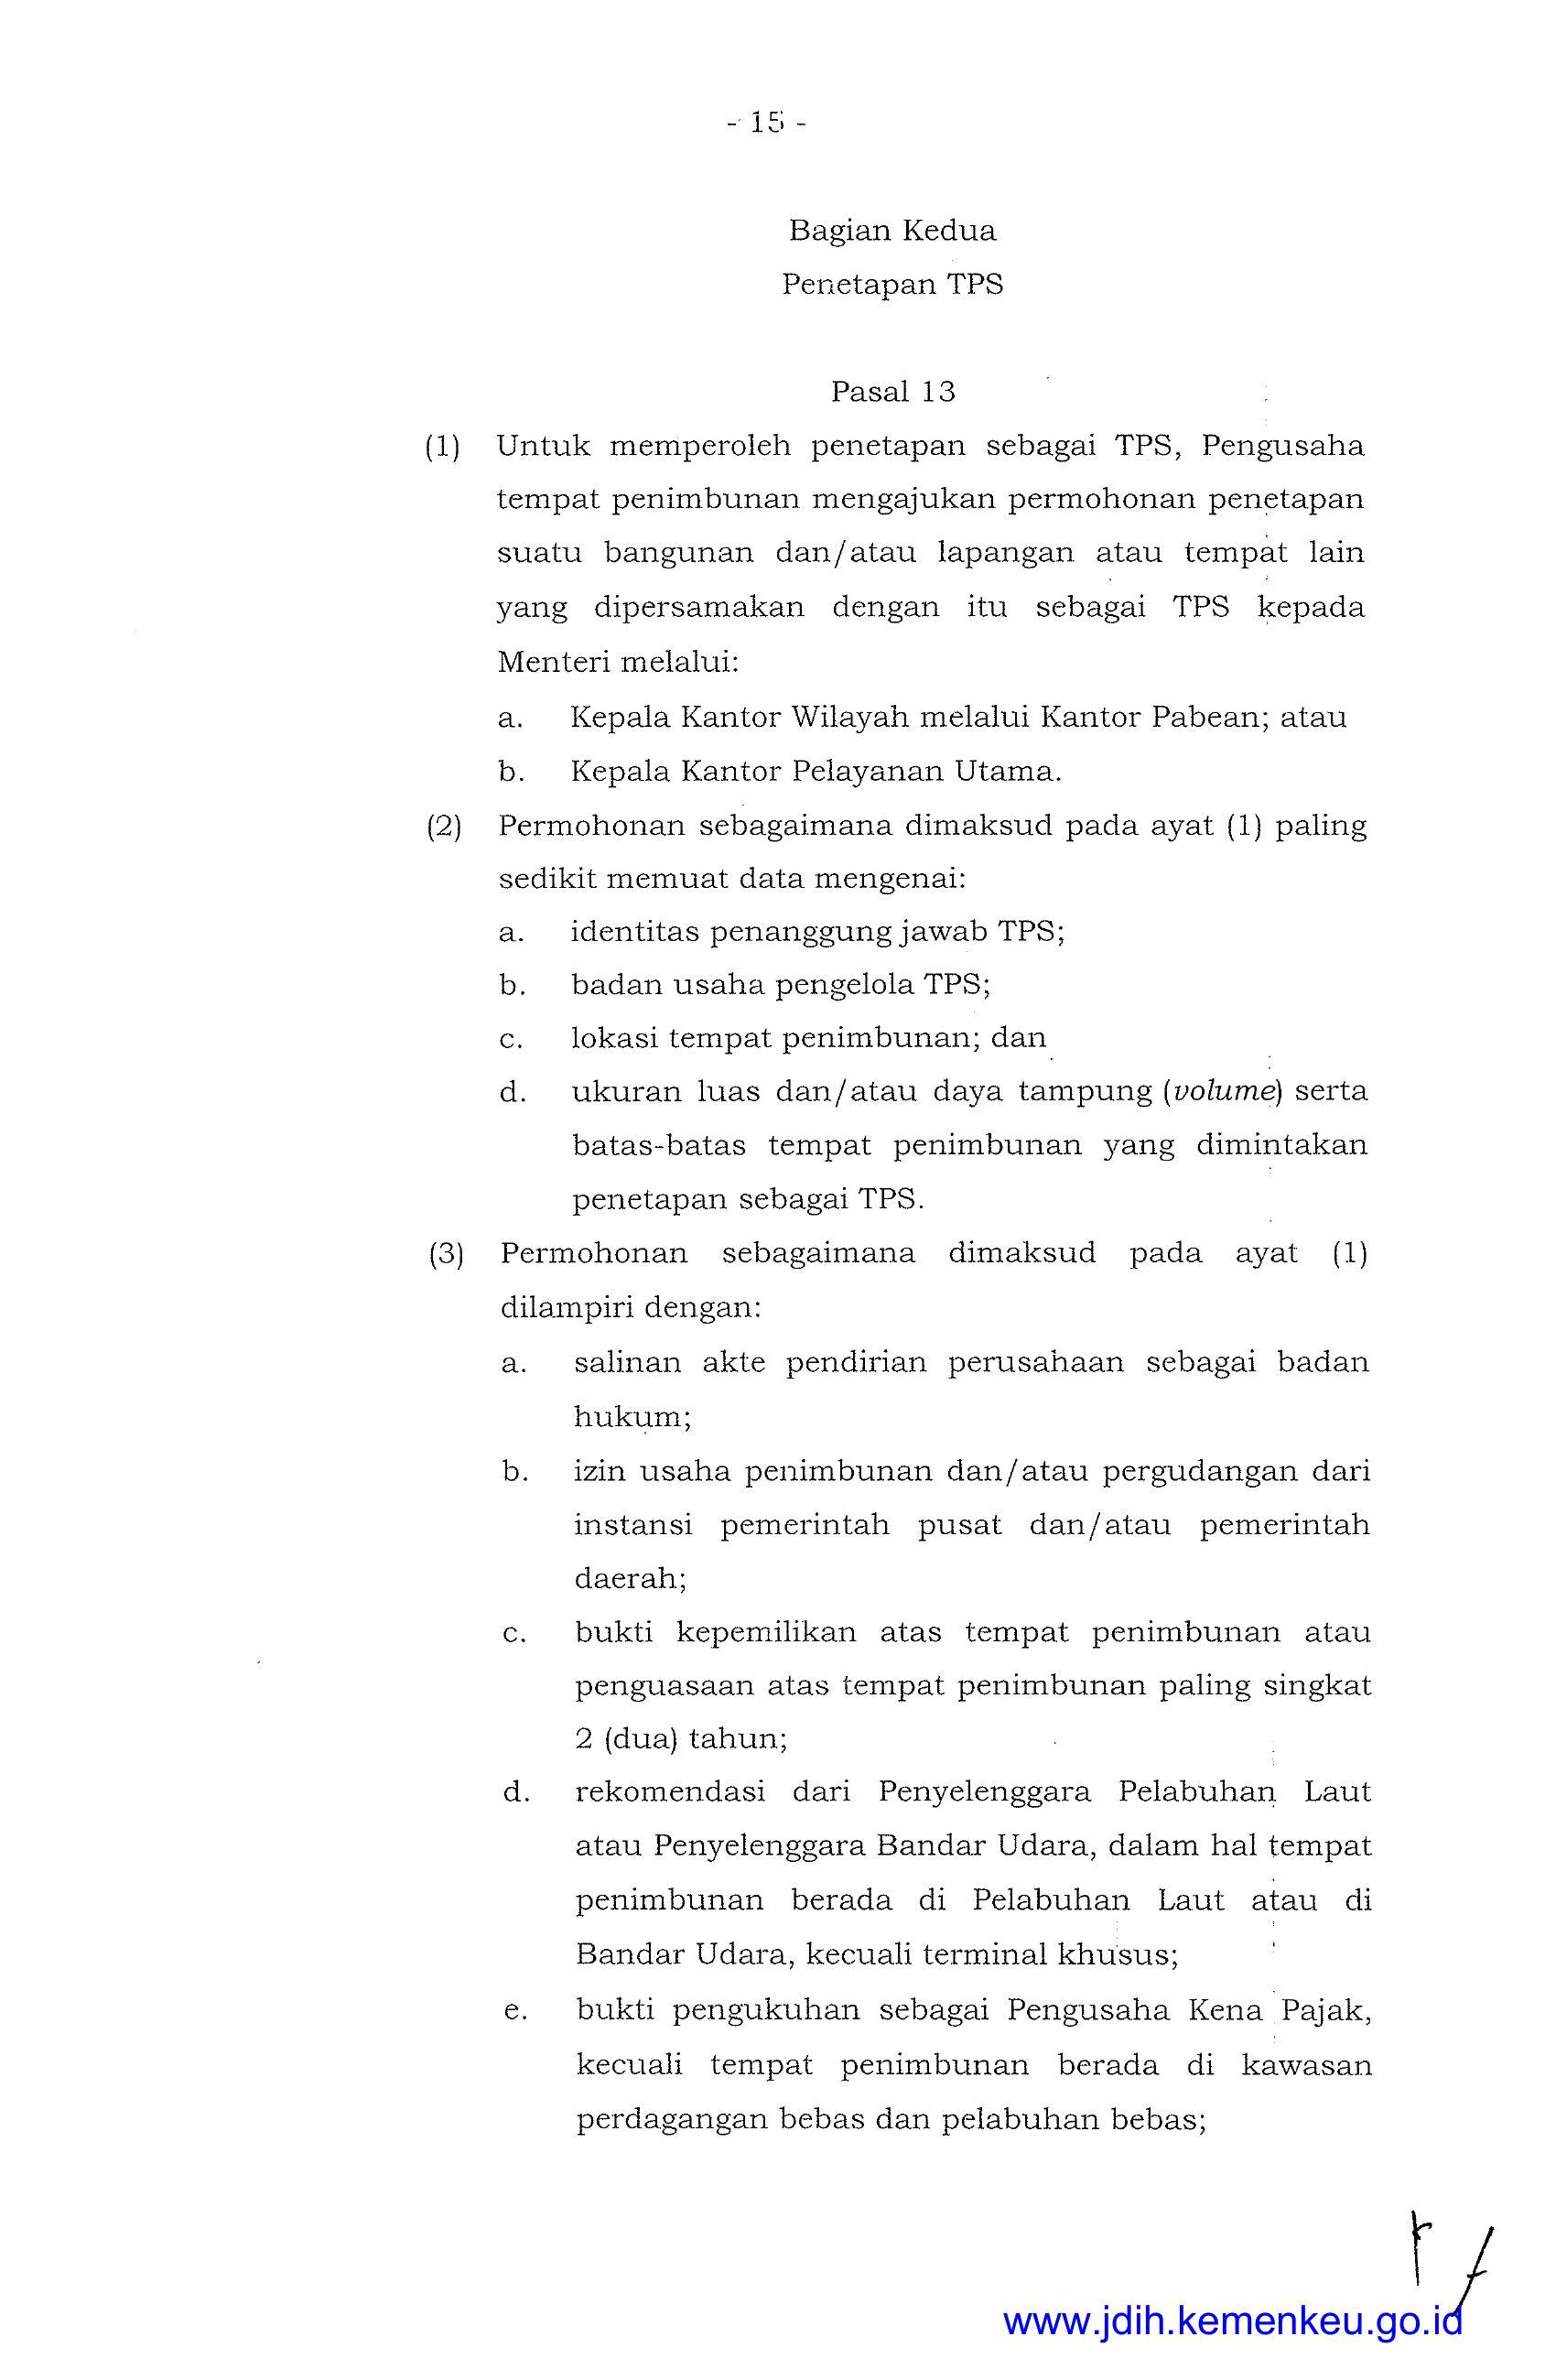 - 15 -
Bagian Kedua
Penetapan TPS
Pasal 13
(1) Untuk memperoleh penetapan sebagai TPS, Pengusaha
tempat penimbunan mengajukan permohonan penetapan
suatu bangunan dan/atau lapangan atau tempat lain
yang dipersamakan dengan itu sebagai TPS kepada
Menteri melalui:
a. Kepala Kantor Wilayah melalui Kantor Pabean; atau
b. Kepala Kantor Pelayanan Utama.
(2) Permohonan sebagaimana dimaksud pada ayat (1) paling
sedikit memuat data mengenai:
a. identitas penanggung jawab TPS;
b. badan usaha pengelola TPS;
c. lokasi tempat penimbunan; dan
d. ukuran luas dan/atau daya tampung (volume) serta
batas-batas tempat penimbunan yang dimintakan
penetapan sebagai TPS.
(3) Permohonan sebagaimana dimaksud pada ayat (1)
dilampiri dengan:
a. salinan akte pendirian perusahaan sebagai badan
hukum;
b. izin usaha penimbunan dan/atau pergudangan dari
instansi pemerintah pusat dan/atau pemerintah
daerah;
c. bukti kepemilikan atas tempat penimbunan atau
penguasaan atas tempat penimbunan paling singkat
2 (dua) tahun;
d. rekomendasi dari Penyelenggara Pelabuhan Laut
atau Penyelenggara Bandar Udara, dalam hal tempat
penimbunan berada di Pelabuhan Laut atau di
Bandar Udara, kecuali terminal khusus;
e. bukti pengukuhan sebagai Pengusaha Kena Pajak,
kecuali tempat penimbunan berada di kawasan
perdagangan bebas dan pelabuhan bebas;
www.jdih.kemenkeu.go.id